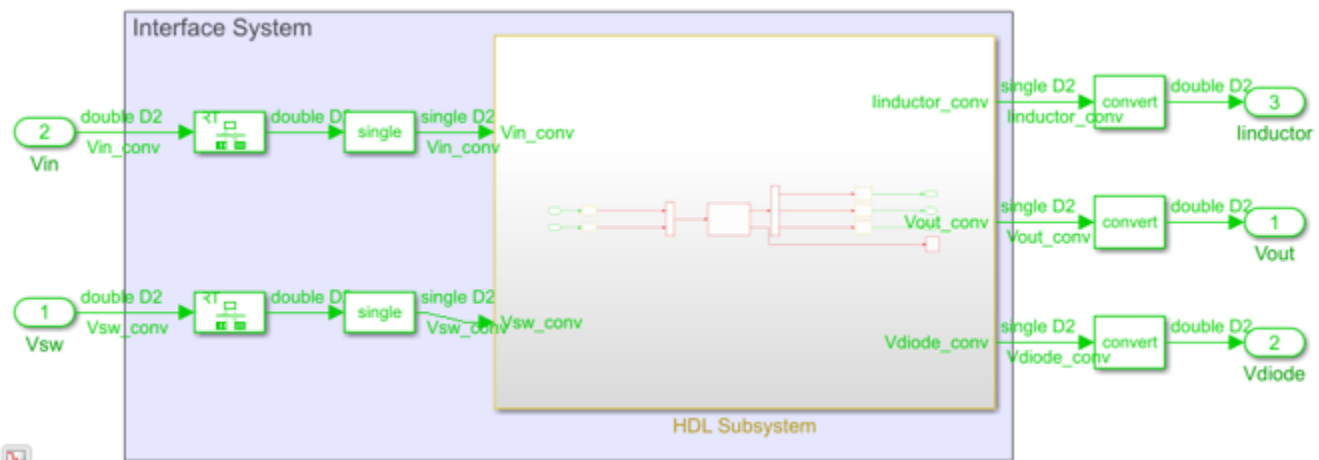 Interface System
double D2
RT
double D2
single
single D2
2
Vin_conv
Vin_conv
Vin_conv
Vin
double D2
RT
double D2
single
single D2
1
Vsw_conv
Vsw_conv
Vsw_conv
Vsw
Iinductor_conv
single D2
Iinductor_conv
convert
double D2
3
Iinductor
Vout_conv
single D2
Vout_conv
convert
double D2
1
Vout
Vdiode_conv
single D2
Vdiode_conv
convert
double D2
2
Vdiode
HDL Subsystem